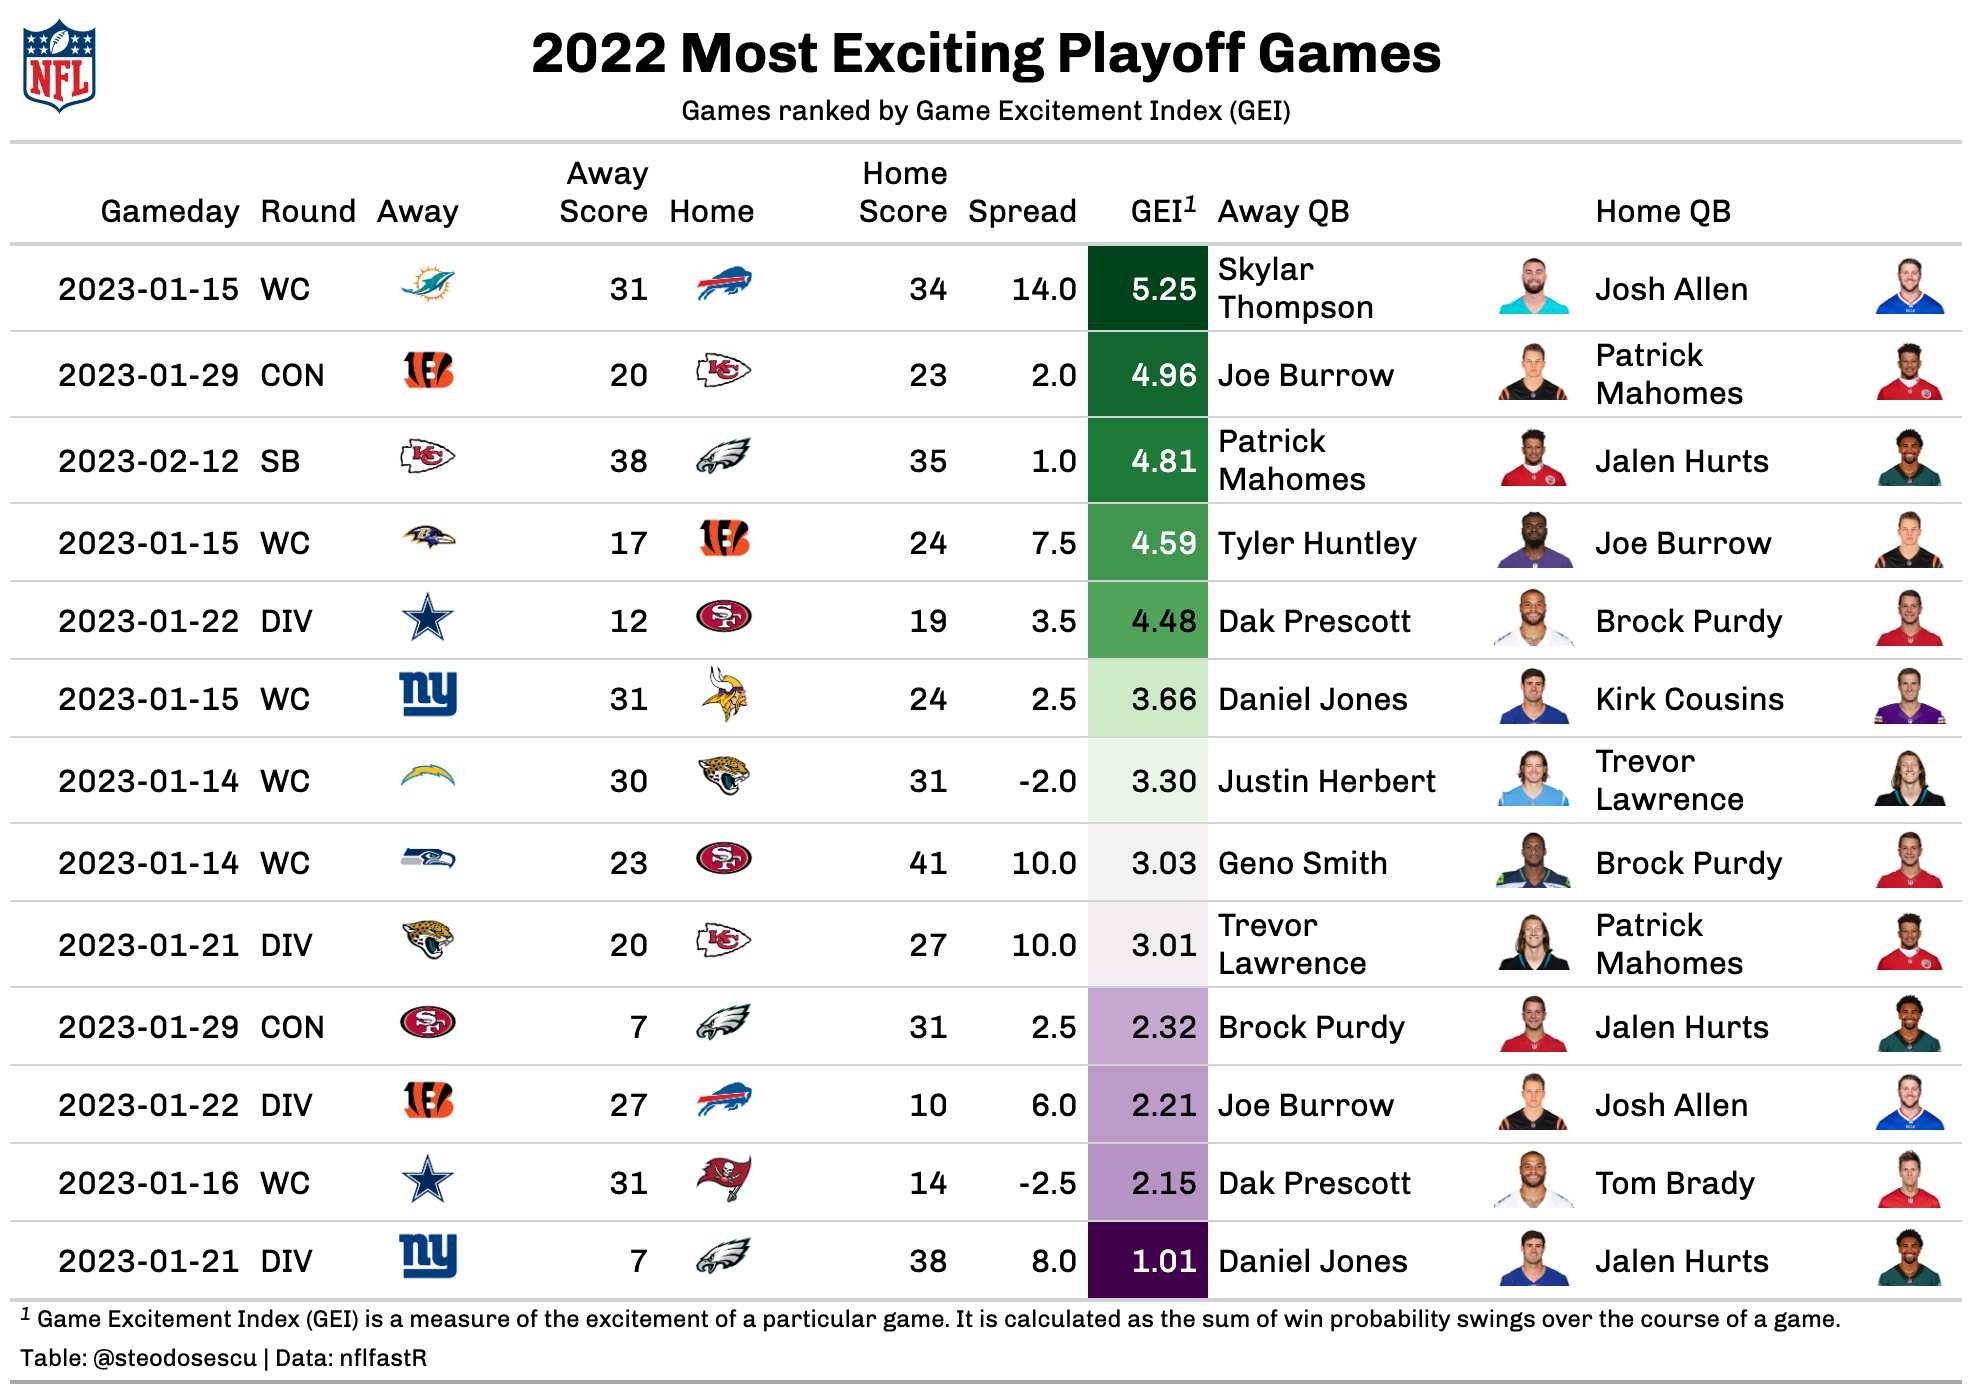 NFL
2022 Most Exciting Playoff Games
Games ranked by Game Excitement Index (GEI)
Gameday Round Away Away Score Home Home Score Spread GEI1 Away QB Home QB
2023-01-15 WC 31 34 14.0 5.25 Skylar Thompson Josh Allen
2023-01-29 CON 20 KC 23 2.0 4.96 Joe Burrow Patrick Mahomes
2023-02-12 SB KC 38 35 1.0 4.81 Patrick Mahomes Jalen Hurts
2023-01-15 WC 17 24 7.5 4.59 Tyler Huntley Joe Burrow
2023-01-22 DIV 12 SF 19 3.5 4.48 Dak Prescott Brock Purdy
2023-01-15 WC ny 31 24 2.5 3.66 Daniel Jones Kirk Cousins
2023-01-14 WC 30 31 -2.0 3.30 Justin Herbert Trevor Lawrence
2023-01-14 WC 23 SF 41 10.0 3.03 Geno Smith Brock Purdy
2023-01-21 DIV 20 KC 27 10.0 3.01 Trevor Lawrence Patrick Mahomes
2023-01-29 CON SF 7 31 2.5 2.32 Brock Purdy Jalen Hurts
2023-01-22 DIV 27 10 6.0 2.21 Joe Burrow Josh Allen
2023-01-16 WC 31 14 -2.5 2.15 Dak Prescott Tom Brady
2023-01-21 DIV ny 7 38 8.0 1.01 Daniel Jones Jalen Hurts
1 Game Excitement Index (GEI) is a measure of the excitement of a particular game. It is calculated as the sum of win probability swings over the course of a game.
Table: @steodosescu | Data: nflfastR